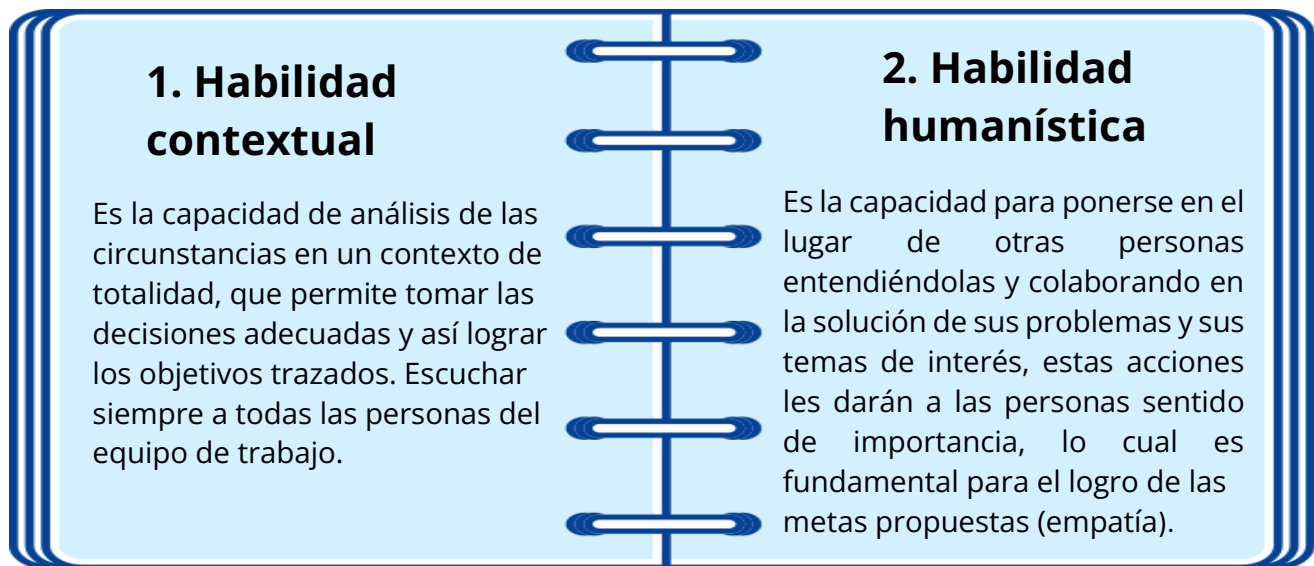 1. Habilidad
contextual
Es la capacidad de análisis de las
circunstancias en un contexto de
totalidad, que permite tomar las
decisiones adecuadas y así lograr
los objetivos trazados. Escuchar
siempre a todas las personas del
equipo de trabajo.
2. Habilidad
humanística
Es la capacidad para ponerse en el
lugar de otras personas
entendiéndolas y colaborando en
la solución de sus problemas y sus
temas de interés, estas acciones
les darán a las personas sentido
de importancia, lo cual es
fundamental para el logro de las
metas propuestas (empatía).